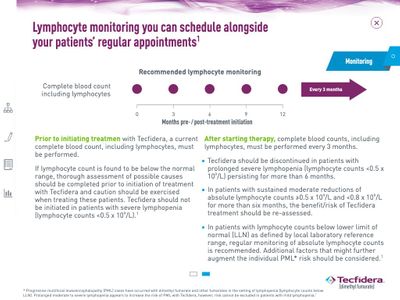 Lymphocyte monitoring you can schedule alongside
your patients' regular appointments¹
Monitoring
Recommended lymphocyte monitoring
Complete blood count
including lymphocytes
Every 3 months
0 3 6 9 12
Months pre-/post-treatment initiation
Prior to initiating treatmen with Tecfidera, a current
complete blood count, including lymphocytes, must
be performed.
If lymphocyte count is found to be below the normal
range, thorough assessment of possible causes
should be completed prior to initiation of treatment
with Tecfidera and caution should be exercised
when treating these patients. Tecfidera should not
be initiated in patients with severe lymphopenia
(lymphocyte counts <0.5 x 10⁹/L).¹
After starting therapy, complete blood counts, including
lymphocytes, must be performed every 3 months.
• Tecfidera should be discontinued in patients with
prolonged severe lymphopenia (lymphocyte counts <0.5 x
10⁹/L) persisting for more than 6 months.
• In patients with sustained moderate reductions of
absolute lymphocyte counts ≥0.5 x 10⁹/L and <0.8 x 10⁹/L
for more than six months, the benefit/risk of Tecfidera
treatment should be re-assessed.
• In patients with lymphocyte counts below lower limit of
normal (LLN) as defined by local laboratory reference
range, regular monitoring of absolute lymphocyte counts
is recommended. Additional factors that might further
augment the individual PML* risk should be considered.¹
* Progressive multifocal leukoencephalopathy (PML) cases have occurred with dimethyl fumarate and other fumarates in the setting of lymphopenia (lymphocyte counts below
LLN). Prolonged moderate to severe lymphopenia appears to increase the risk of PML with Tecfidera, however, risk cannot be excluded in patients with mild lymphopenia.¹
Tecfidera.
(dimethyl fumarate)